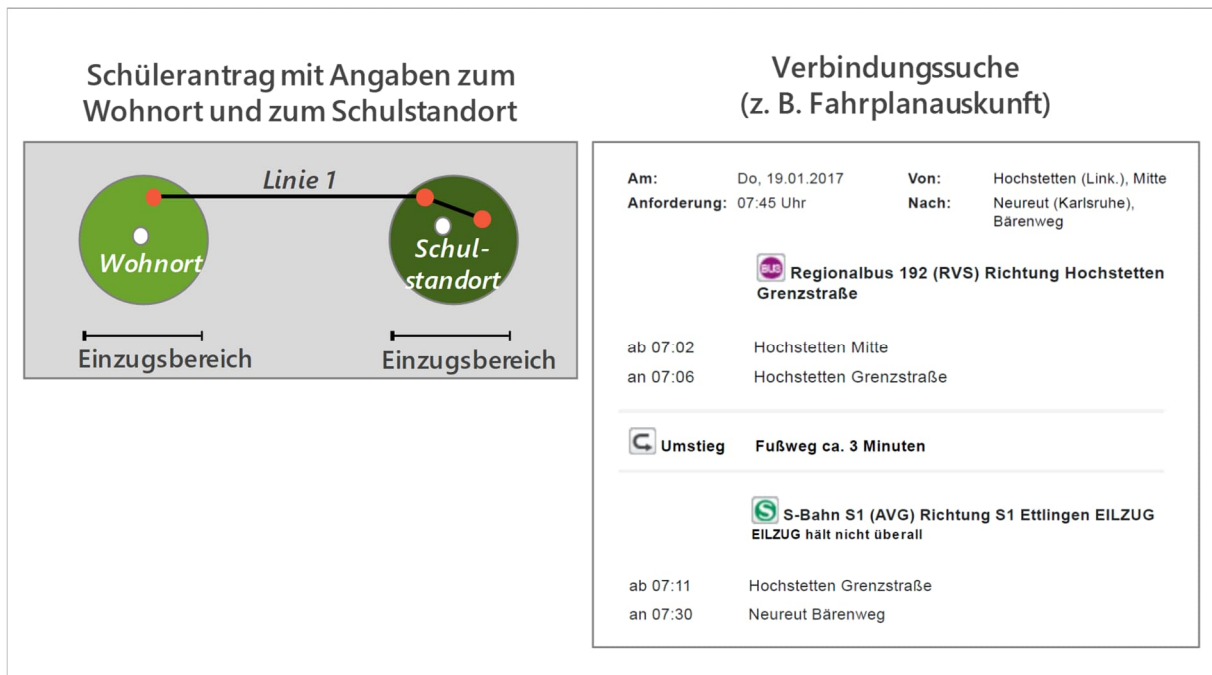 Schülerantrag mit Angaben zum
Wohnort und zum Schulstandort
Linie 1
Wohnort
Schul-
standort
Einzugsbereich
Einzugsbereich
Verbindungssuche
(z. B. Fahrplanauskunft)
Am: Do, 19.01.2017 Von: Hochstetten (Link.), Mitte
Anforderung: 07:45 Uhr Nach: Neureut (Karlsruhe),
Bärenweg
BUS Regionalbus 192 (RVS) Richtung Hochstetten
Grenzstraße
ab 07:02 Hochstetten Mitte
an 07:06 Hochstetten Grenzstraße
Umstieg Fußweg ca. 3 Minuten
S S-Bahn S1 (AVG) Richtung S1 Ettlingen EILZUG
EILZUG hält nicht überall
ab 07:11 Hochstetten Grenzstraße
an 07:30 Neureut Bärenweg